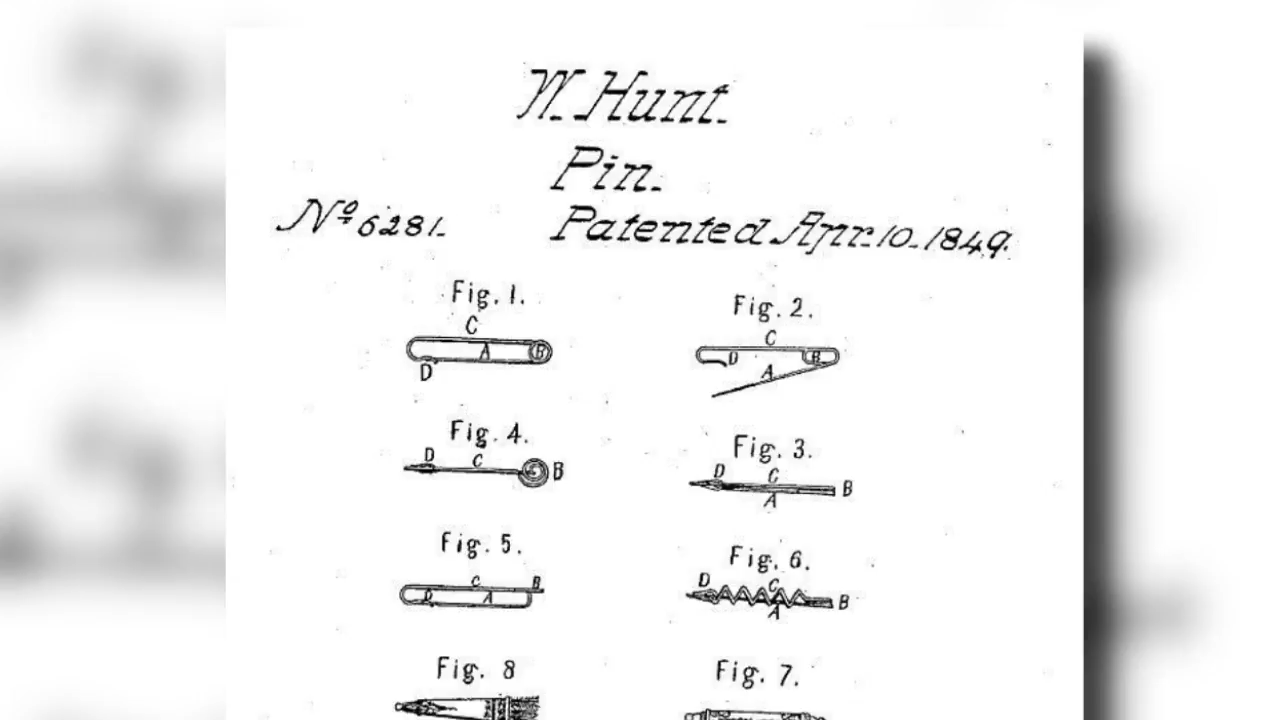 W. Hunt.
Pin.
Nº 6281. Patented Apr. 10. 1849.
Fig. 1. Fig. 2.
C C
A B D B
D A
Fig. 4. Fig. 3.
D C B D C B
A
Fig. 5. Fig. 6.
C B D C B
D A A
Fig. 8 Fig. 7.